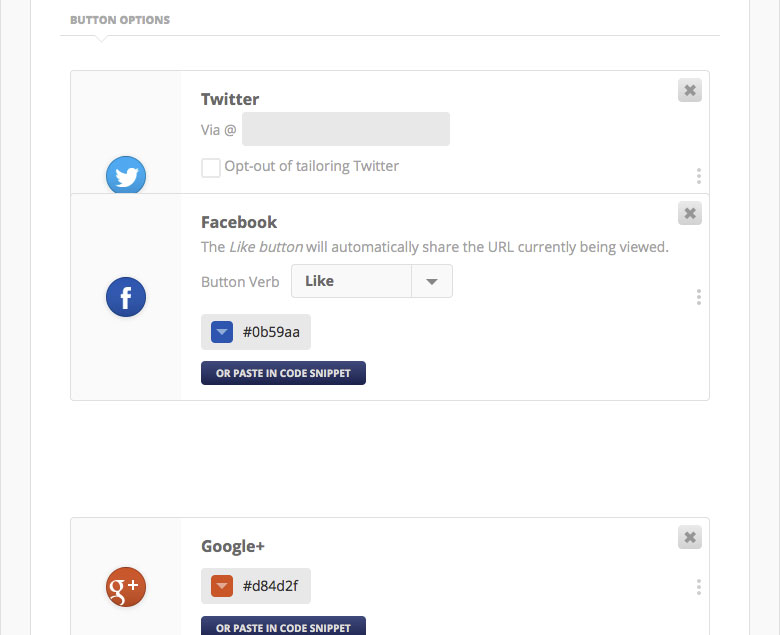 BUTTON OPTIONS
Twitter
Via @
Opt-out of tailoring Twitter
Facebook
The Like button will automatically share the URL currently being viewed.
Button Verb Like
#0b59aa
OR PASTE IN CODE SNIPPET
Google+
#d84d2f
OR PASTE IN CODE SNIPPET